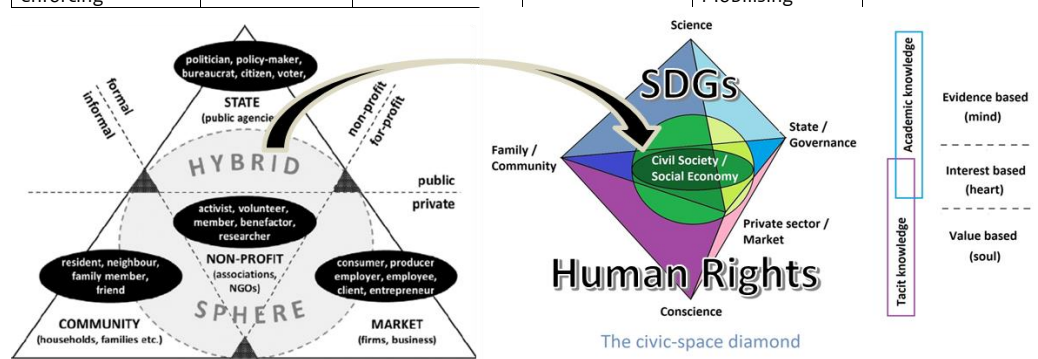 enforcing
Mobilising
politician, policy-maker,
bureaucrat, citizen, voter,
STATE
(public agencies
formal
informal
non-profit
for-profit
HYBRID
public
private
activist, volunteer,
member, benefactor,
researcher
NON-PROFIT
(associations,
NGOs)
resident, neighbour,
family member,
friend
consumer, producer
employer, employee,
client, entrepreneur
SPHERE
COMMUNITY
(households, families etc.)
MARKET
(firms, business)
Science
SDGs
Family /
Community
State /
Governance
Civil Society /
Social Economy
Private sector /
Market
Human Rights
Conscience
The civic-space diamond
Academic knowledge
Tacit knowledge
Evidence based
(mind)
Interest based
(heart)
Value based
(soul)